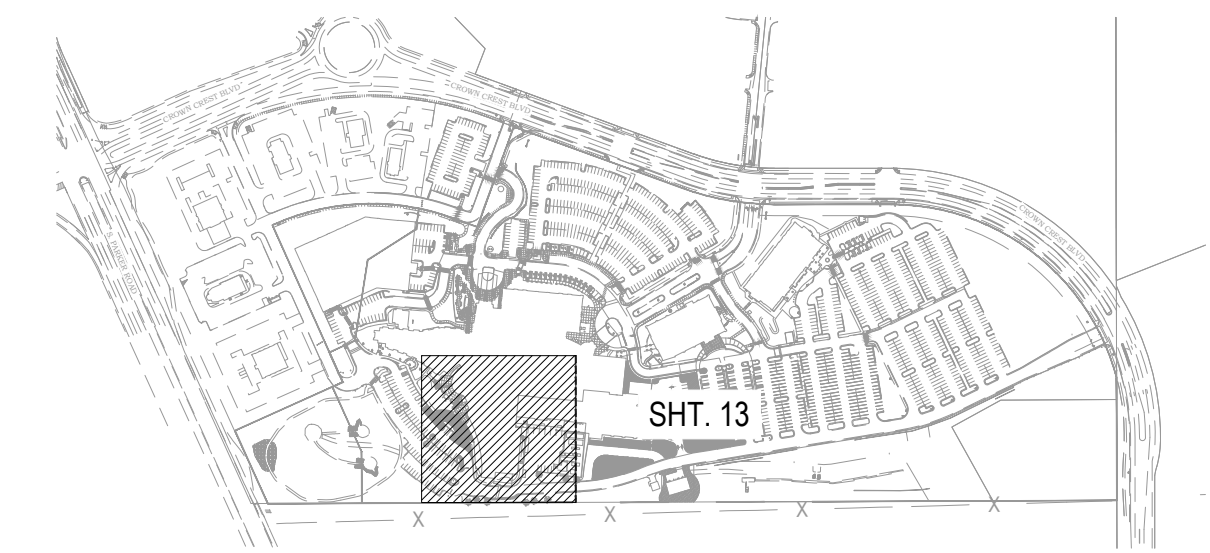 CROWN CREST BLVD
CROWN CREST BLVD
CROWN CREST BLVD
S. PARKER ROAD
SHT. 13
X X X X